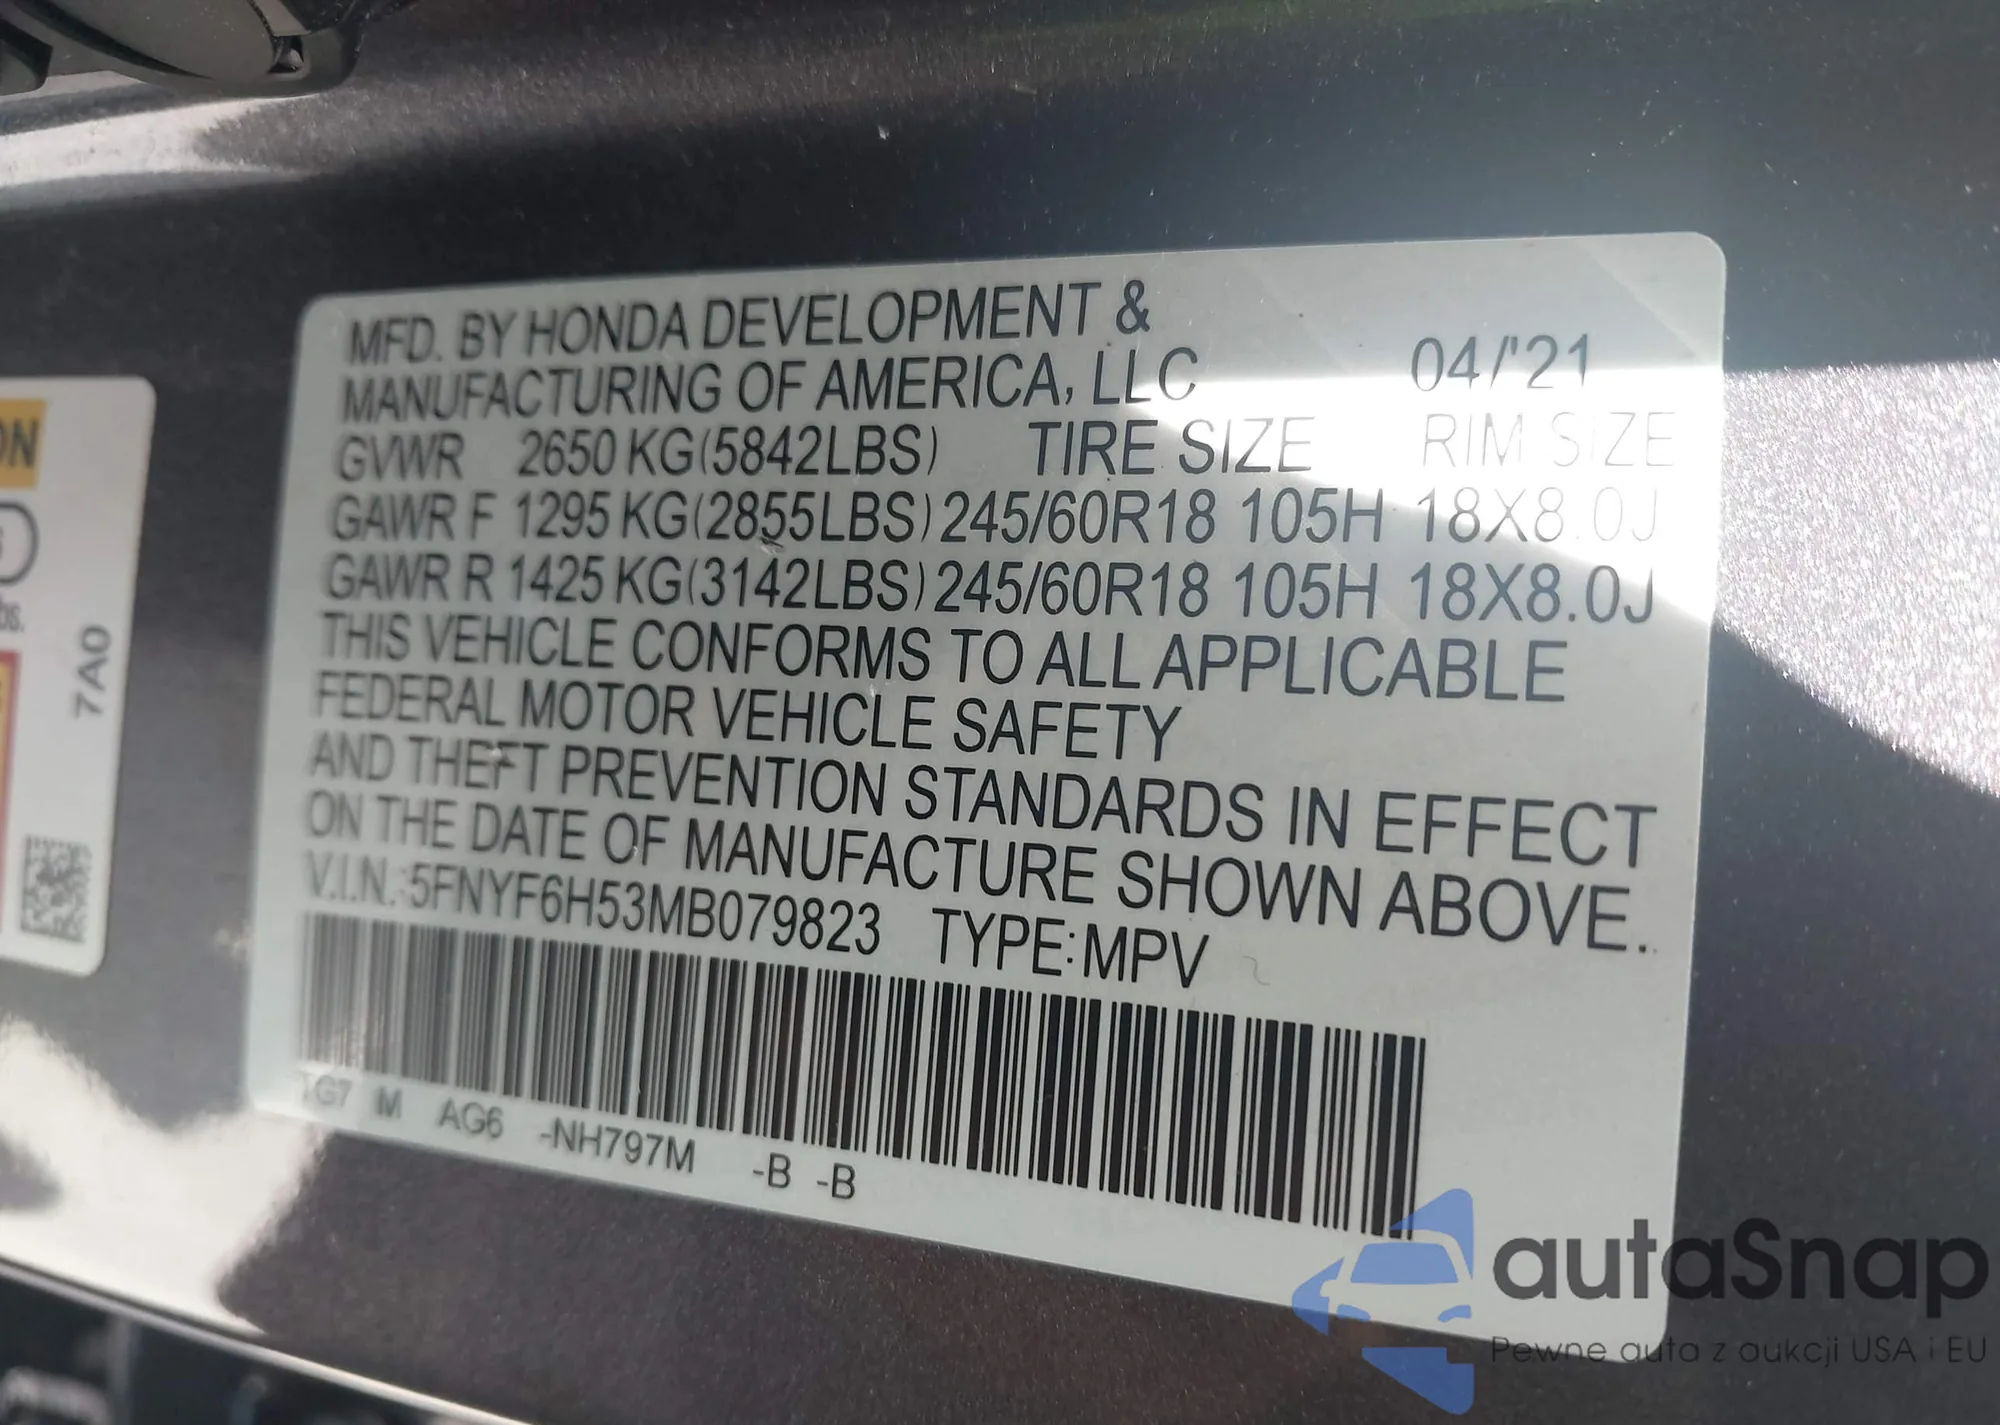 MFD. BY HONDA DEVELOPMENT &
MANUFACTURING OF AMERICA, LLC 04/'21
GVWR 2650 KG(5842LBS) TIRE SIZE RIM SIZE
GAWR F 1295 KG(2855LBS) 245/60R18 105H 18X8.0J
GAWR R 1425 KG(3142LBS) 245/60R18 105H 18X8.0J
THIS VEHICLE CONFORMS TO ALL APPLICABLE
FEDERAL MOTOR VEHICLE SAFETY
AND THEFT PREVENTION STANDARDS IN EFFECT
ON THE DATE OF MANUFACTURE SHOWN ABOVE.
V.I.N.:5FNYF6H53MB079823 TYPE:MPV
TG7 M AG6 -NH797M -B -B
7A0
autaSnap
Pewne auta z aukcji USA i EU